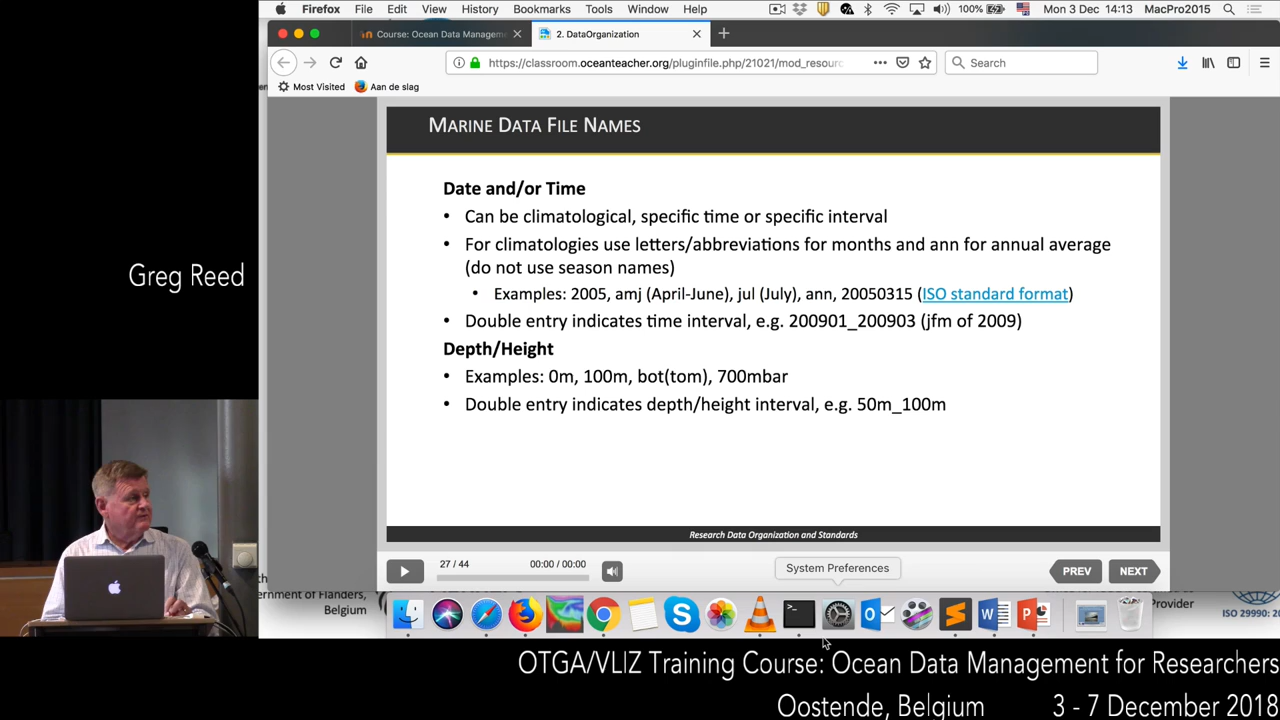 Firefox File Edit View History Bookmarks Tools Window Help 100% Mon 3 Dec 14:13 MacPro2015
Course: Ocean Data Managem
2. DataOrganization
https://classroom.oceanteacher.org/pluginfile.php/21021/mod_resourc
Search
Most Visited
Aan de slag
MARINE DATA FILE NAMES
Date and/or Time
• Can be climatological, specific time or specific interval
• For climatologies use letters/abbreviations for months and ann for annual average
(do not use season names)
• Examples: 2005, amj (April-June), jul (July), ann, 20050315 (ISO standard format)
• Double entry indicates time interval, e.g. 200901_200903 (jfm of 2009)
Depth/Height
• Examples: 0m, 100m, bot(tom), 700mbar
• Double entry indicates depth/height interval, e.g. 50m_100m
Research Data Organization and Standards
27 / 44
00:00 / 00:00
System Preferences
PREV
NEXT
Greg Reed
vernment of Flanders,
Belgium
Provider
ISO 29990: 20
OTGA/VLIZ Training Course: Ocean Data Management for Researchers
Oostende, Belgium 3 - 7 December 2018